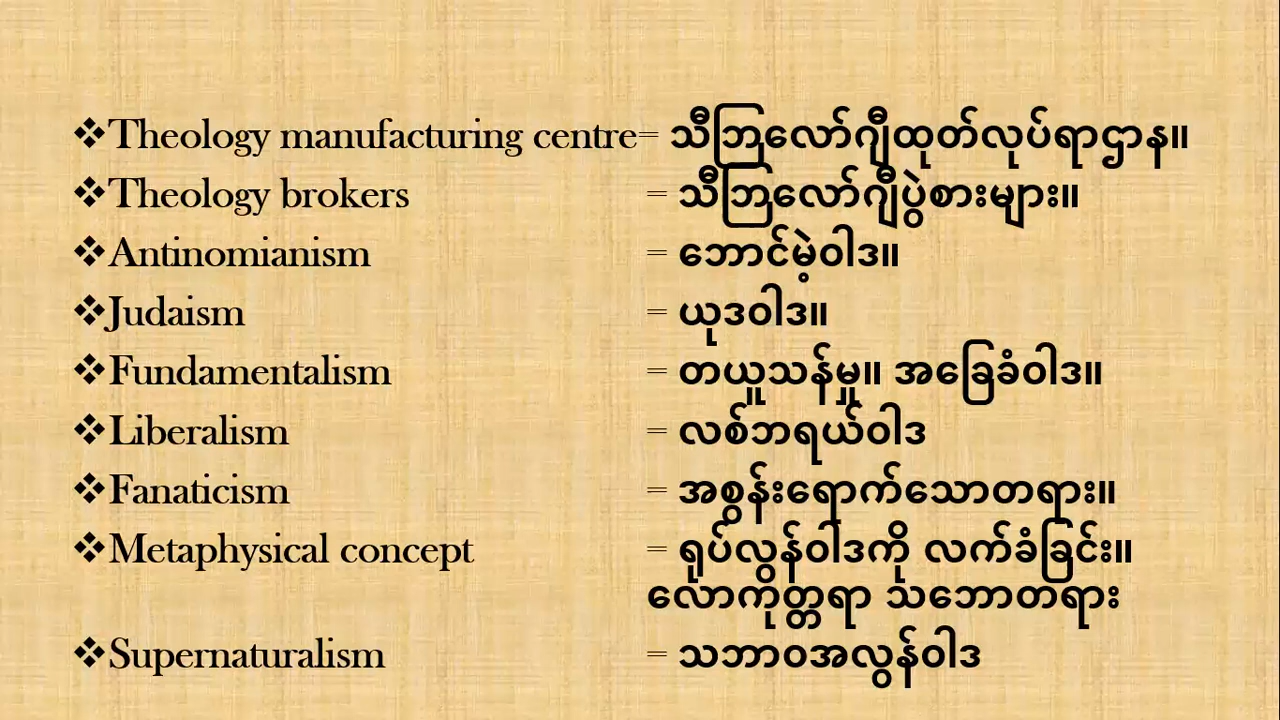 ❖Theology manufacturing centre= သီဘြလော်ဂျီထုတ်လုပ်ရာဌာန။
❖Theology brokers = သီဘြလော်ဂျီပွဲစားများ။
❖Antinomianism = ဘောင်မဲ့ဝါဒ။
❖Judaism = ယုဒဝါဒ။
❖Fundamentalism = တယူသန်မှု။ အခြေခံဝါဒ။
❖Liberalism = လစ်ဘရယ်ဝါဒ
❖Fanaticism = အစွန်းရောက်သောတရား။
❖Metaphysical concept = ရုပ်လွန်ဝါဒကို လက်ခံခြင်း။
လောကုတ္တရာ သဘောတရား
❖Supernaturalism = သဘာဝအလွန်ဝါဒ